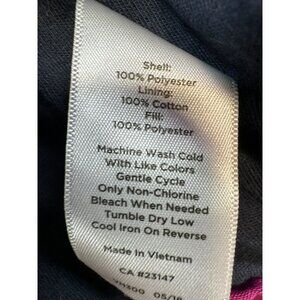 Shell:
100% Polyester
Lining:
100% Cotton
Fill:
100% Polyester
Machine Wash Cold
With Like Colors
Gentle Cycle
Only Non-Chlorine
Bleach When Needed
Tumble Dry Low
Cool Iron On Reverse
Made in Vietnam
CA #23147